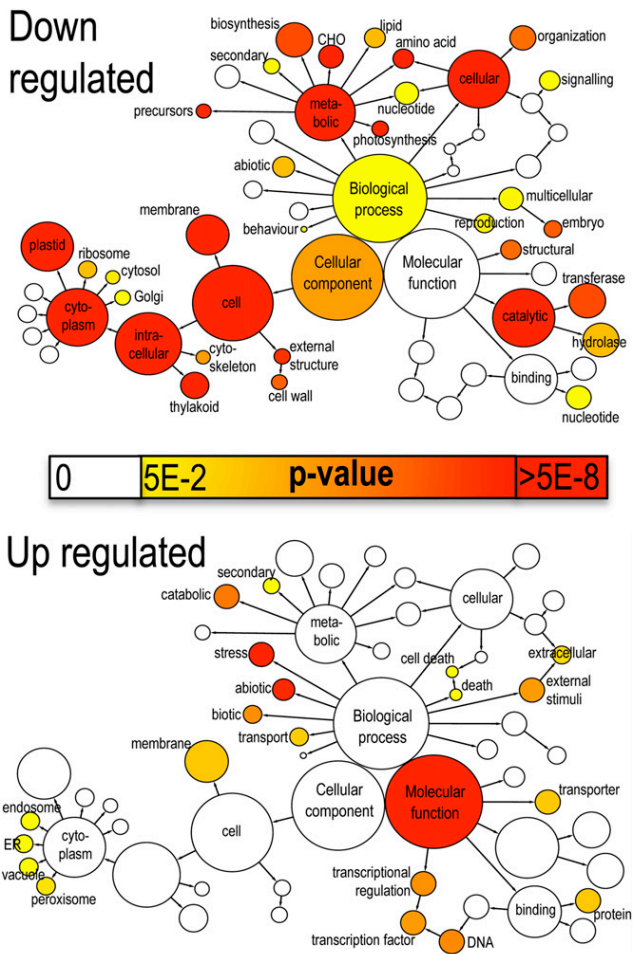 Down
regulated
biosynthesis
lipid
CHO
amino acid
organization
secondary
cellular
signalling
meta-
bolic
precursors
nucleotide
photosynthesis
abiotic
Biological
process
multicellular
membrane
behaviour
reproduction
embryo
plastid
ribosome
cytosol
Golgi
Cellular
component
Molecular
function
structural
transferase
cyto-
plasm
cell
catalytic
intra-
cellular
cyto-
skeleton
external
structure
hydrolase
thylakoid
cell wall
binding
nucleotide
0
5E-2
p-value
>5E-8
Up regulated
secondary
catabolic
cellular
meta-
bolic
stress
cell death
extracellular
abiotic
death
external
stimuli
biotic
Biological
process
transport
membrane
Cellular
component
Molecular
function
transporter
endosome
ER
cyto-
plasm
cell
vacuole
peroxisome
transcriptional
regulation
binding
protein
transcription factor
DNA